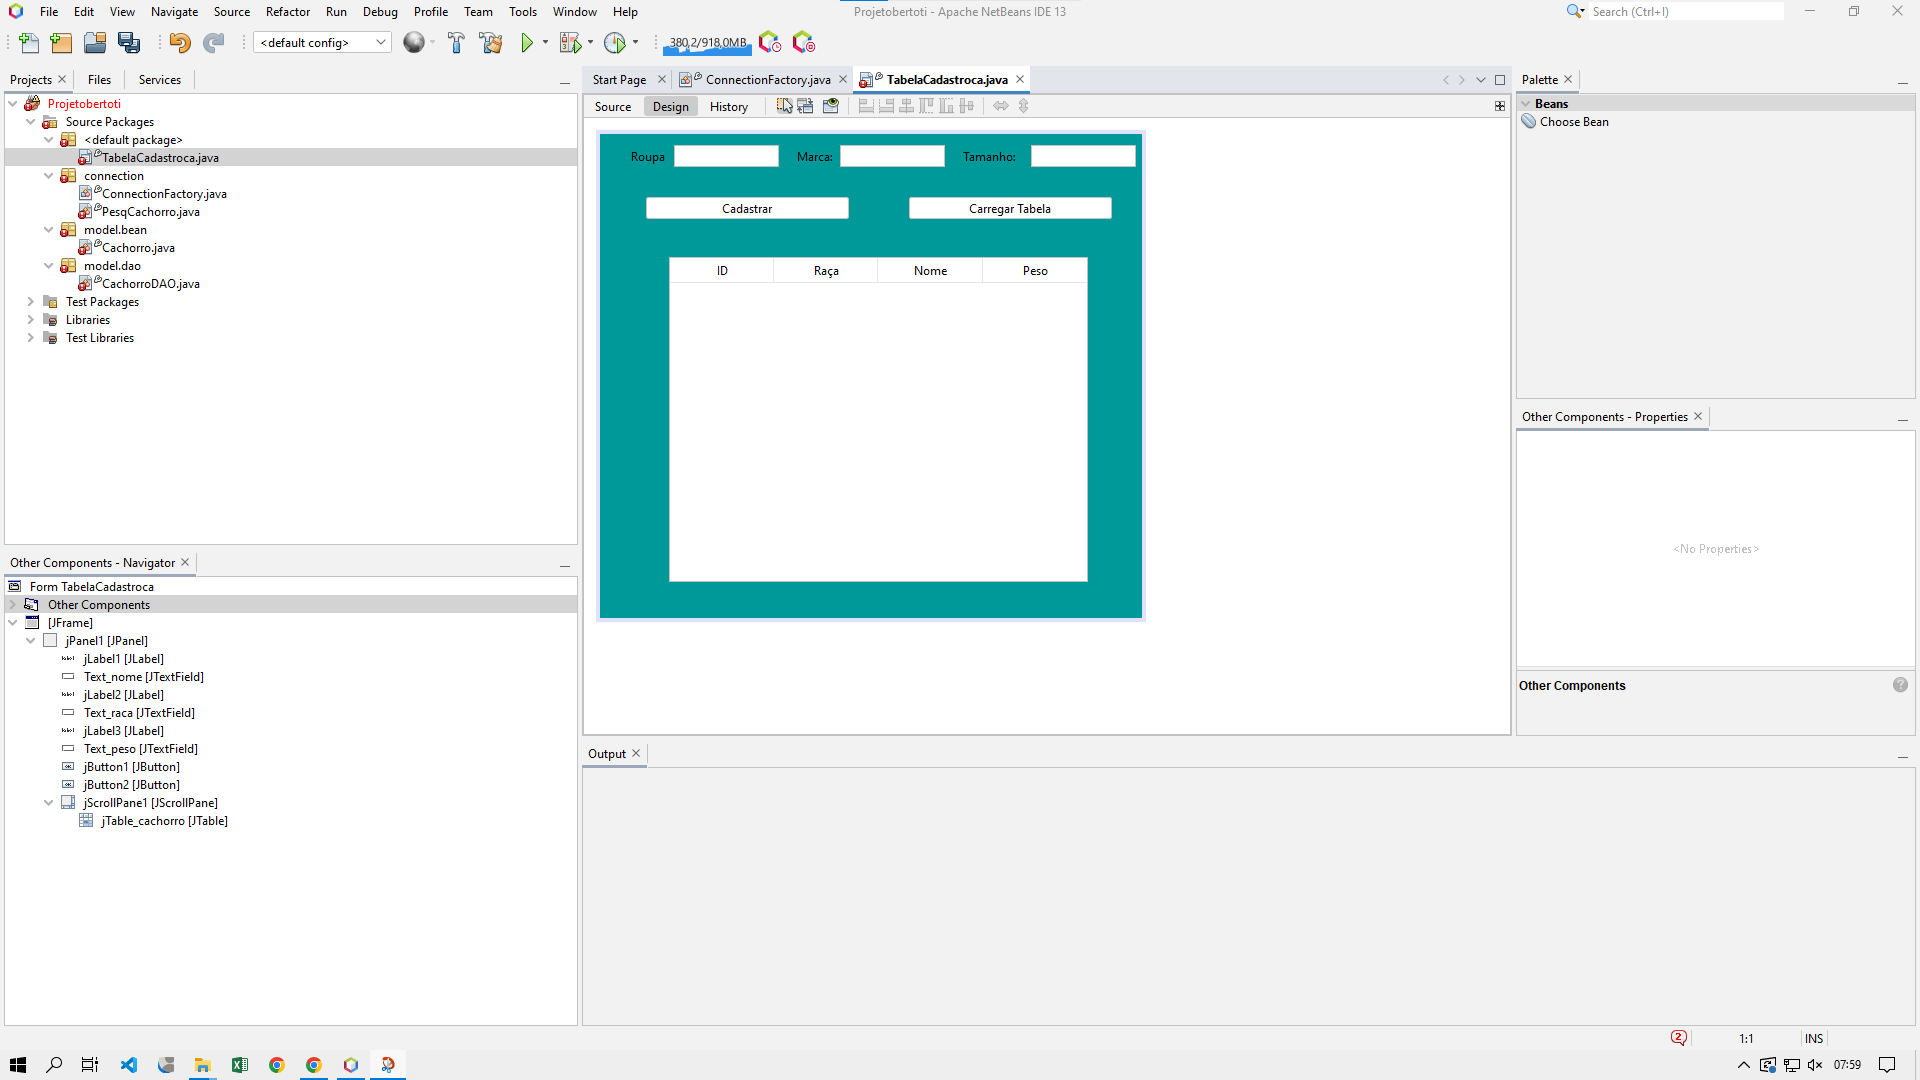 File Edit View Navigate Source Refactor Run Debug Profile Team Tools Window Help
Projetobertoti - Apache NetBeans IDE 13
Search (Ctrl+I)
<default config>
380,2/918,0MB
Projects Files Services
Start Page ConnectionFactory.java TabelaCadastroca.java
Palette
Source Design History
Projetobertoti
Source Packages
<default package>
TabelaCadastroca.java
connection
ConnectionFactory.java
PesqCachorro.java
model.bean
Cachorro.java
model.dao
CachorroDAO.java
Test Packages
Libraries
Test Libraries
Roupa Marca: Tamanho:
Cadastrar Carregar Tabela
ID Raça Nome Peso
Beans
Choose Bean
Other Components - Properties
<No Properties>
Other Components
Other Components - Navigator
Form TabelaCadastroca
Other Components
[JFrame]
jPanel1 [JPanel]
jLabel1 [JLabel]
Text_nome [JTextField]
jLabel2 [JLabel]
Text_raca [JTextField]
jLabel3 [JLabel]
Text_peso [JTextField]
jButton1 [JButton]
jButton2 [JButton]
jScrollPane1 [JScrollPane]
jTable_cachorro [JTable]
Output
2 1:1 INS
07:59